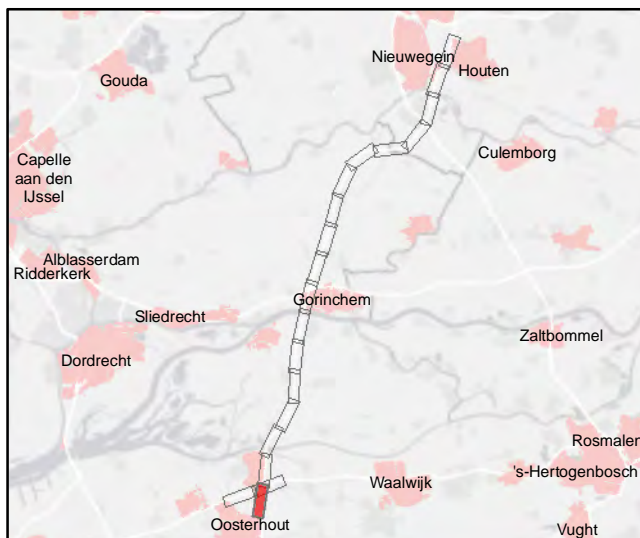 Nieuwegein
Houten
Gouda
Culemborg
Capelle
aan den
IJssel
Alblasserdam
Ridderkerk
Gorinchem
Sliedrecht
Zaltbommel
Dordrecht
Rosmalen
's-Hertogenbosch
Waalwijk
Oosterhout
Vught